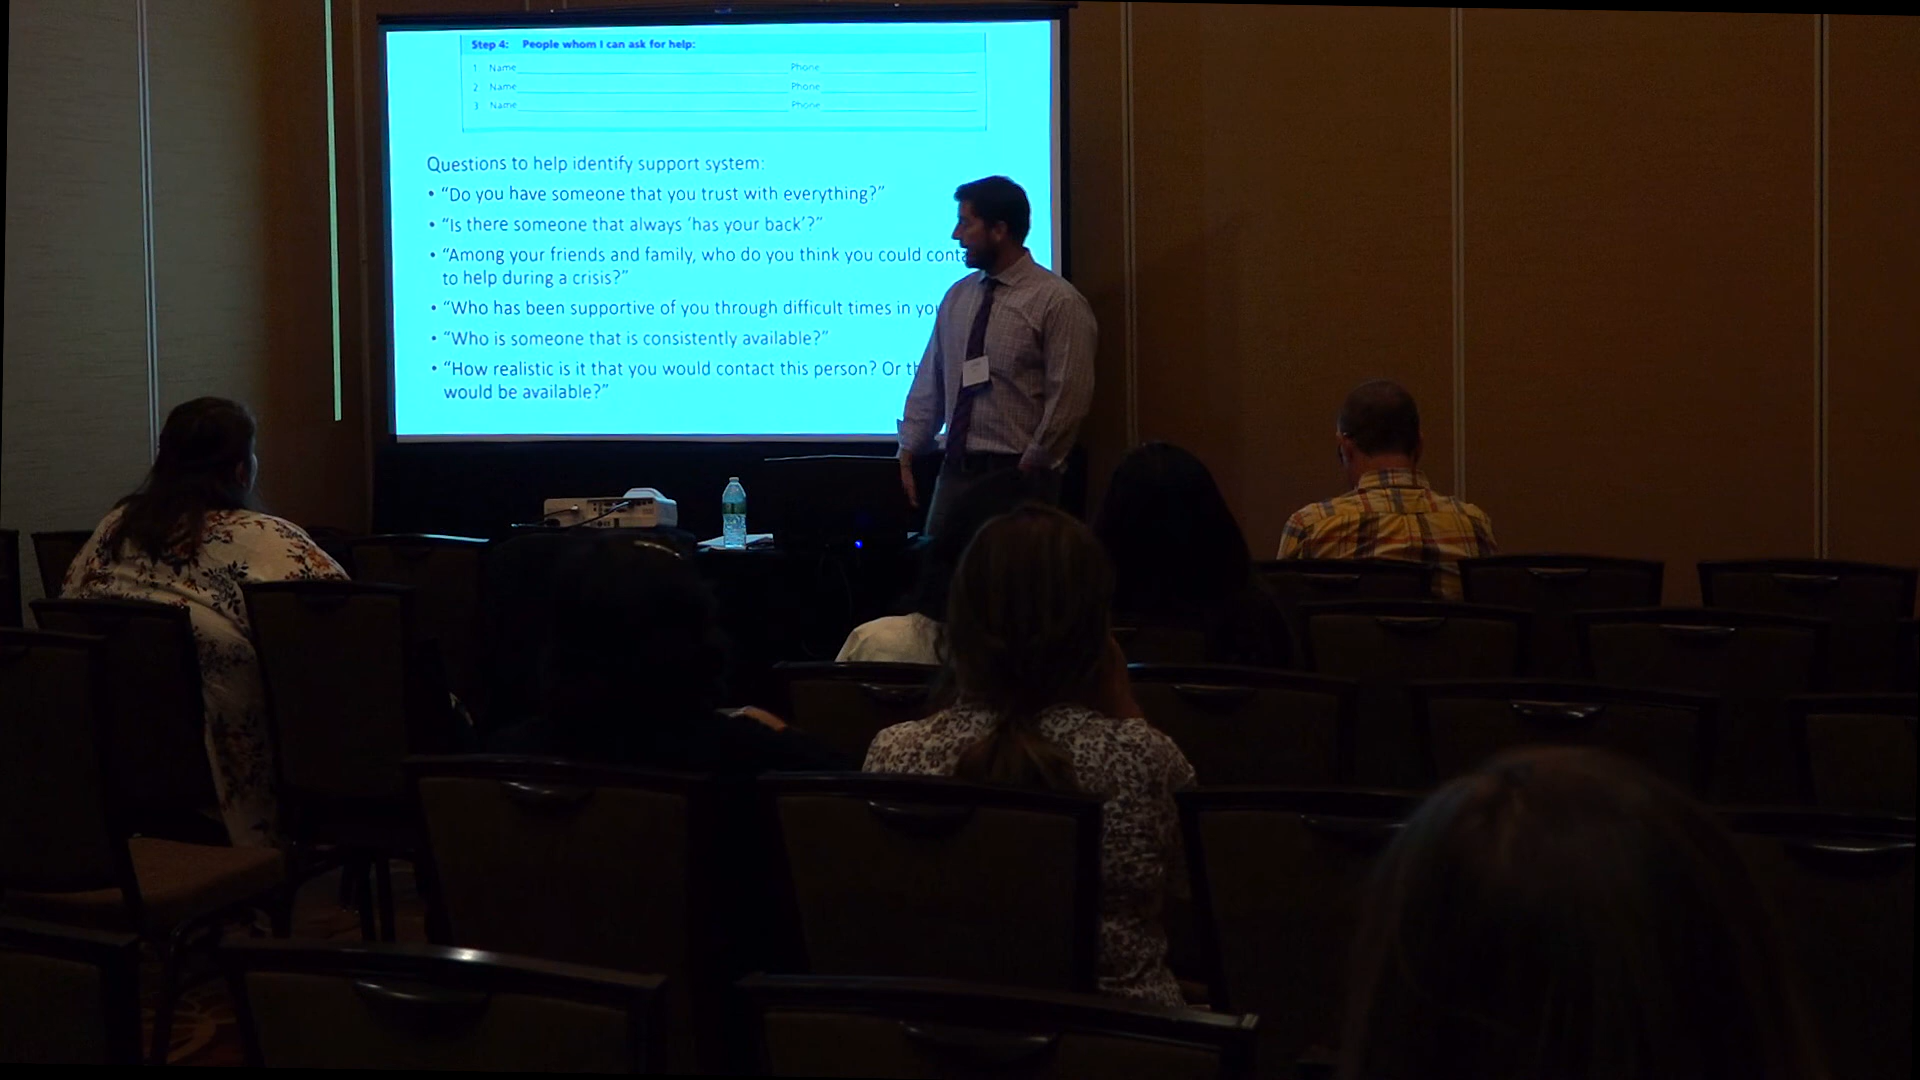 Step 4: People whom I can ask for help:
1 Name Phone
2 Name Phone
3 Name Phone
Questions to help identify support system:
• “Do you have someone that you trust with everything?”
• “Is there someone that always ‘has your back’?”
• “Among your friends and family, who do you think you could
to help during a crisis?”
• “Who has been supportive of you through difficult times in
• “Who is someone that is consistently available?”
• “How realistic is it that you would contact this person? Or
would be available?”